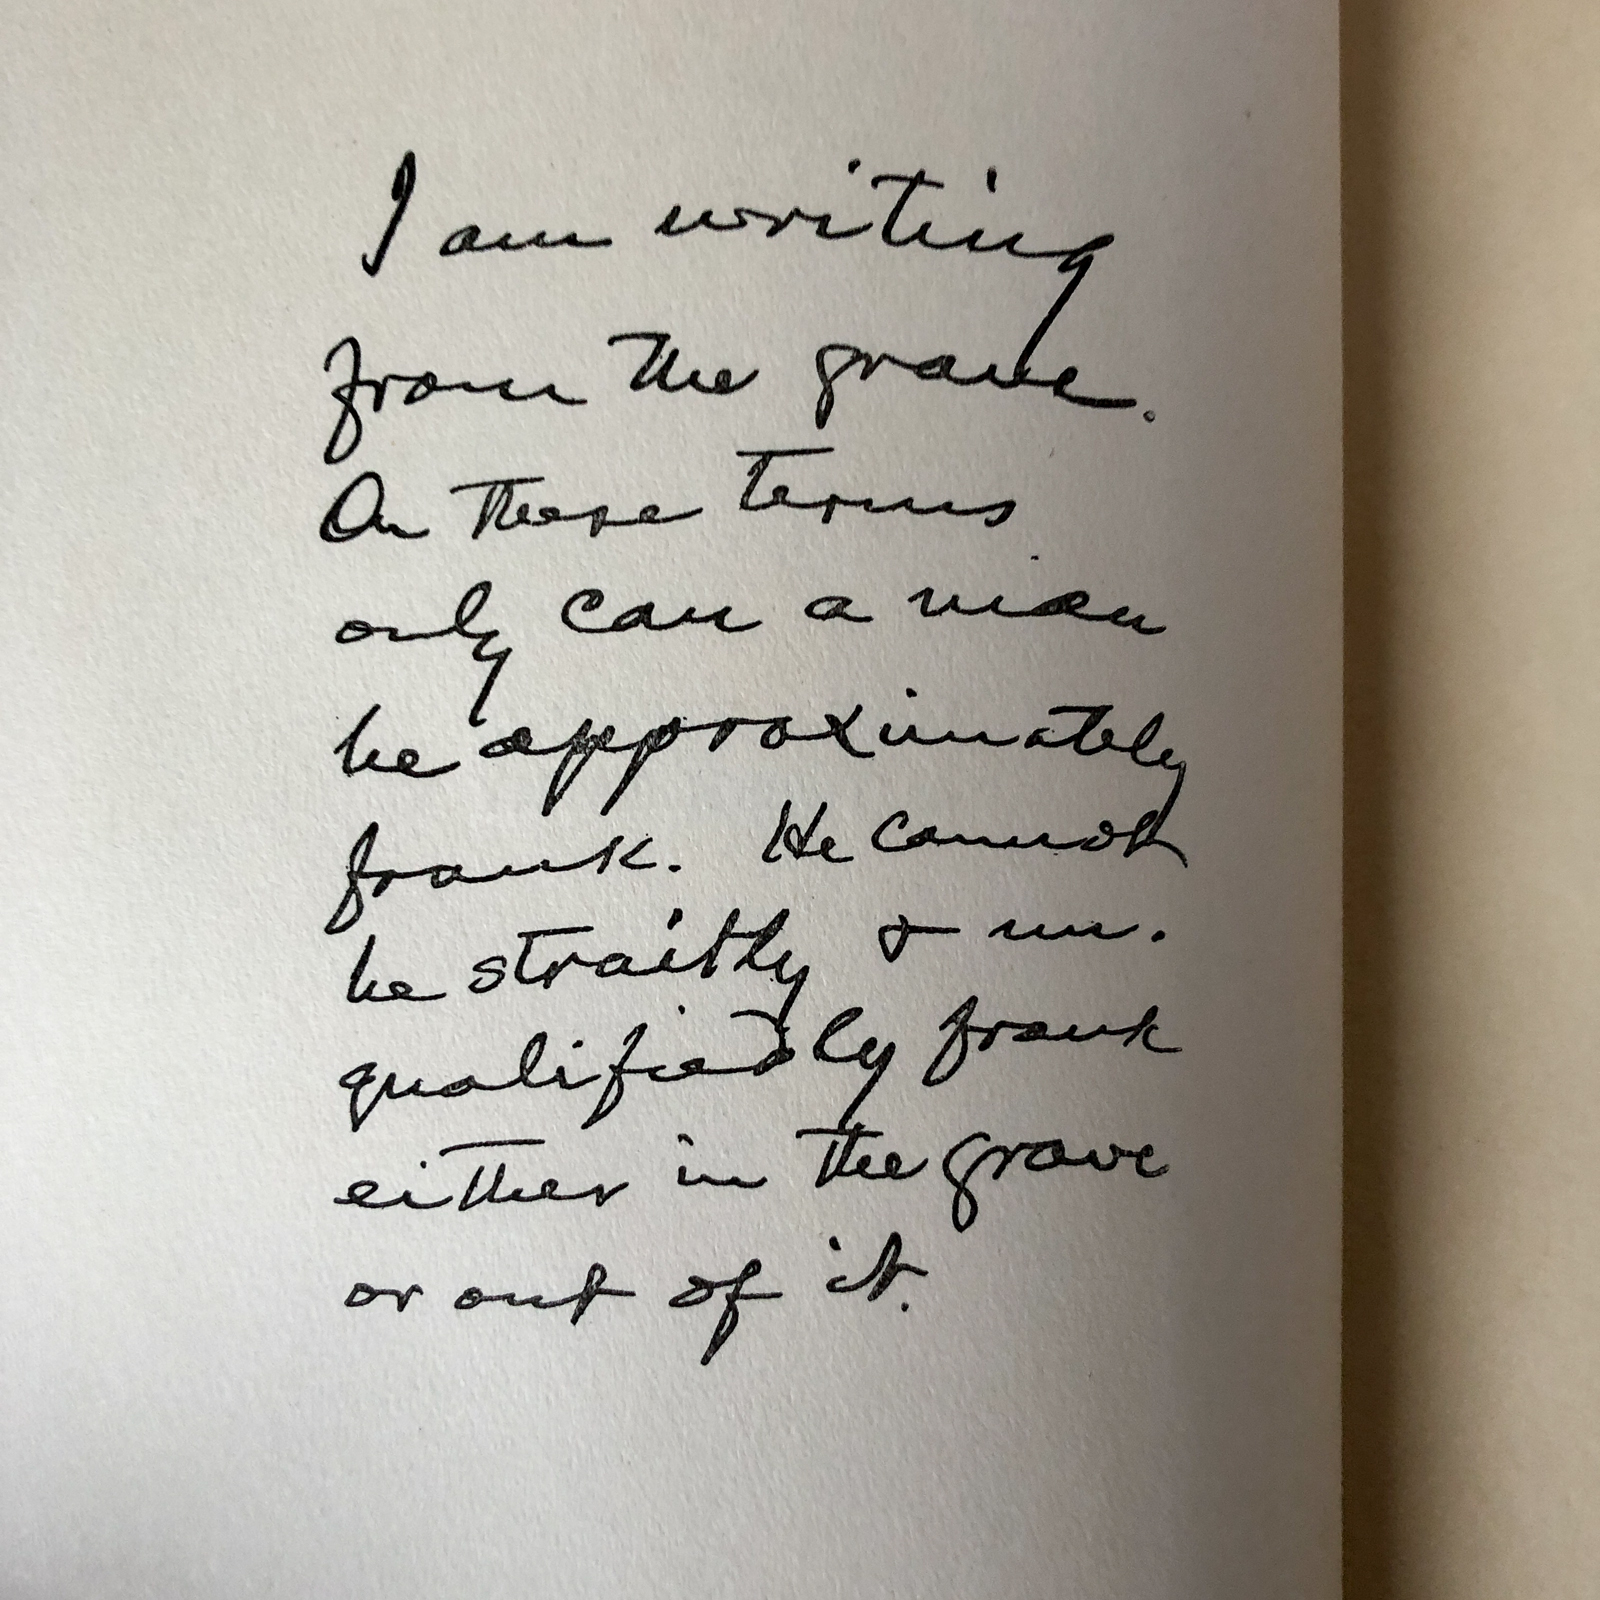 I am writing
from the grave.
On these terms
only can a man
be approximately
frank. He cannot
be straitly & un-
qualifiedly frank
either in the grave
or out of it.